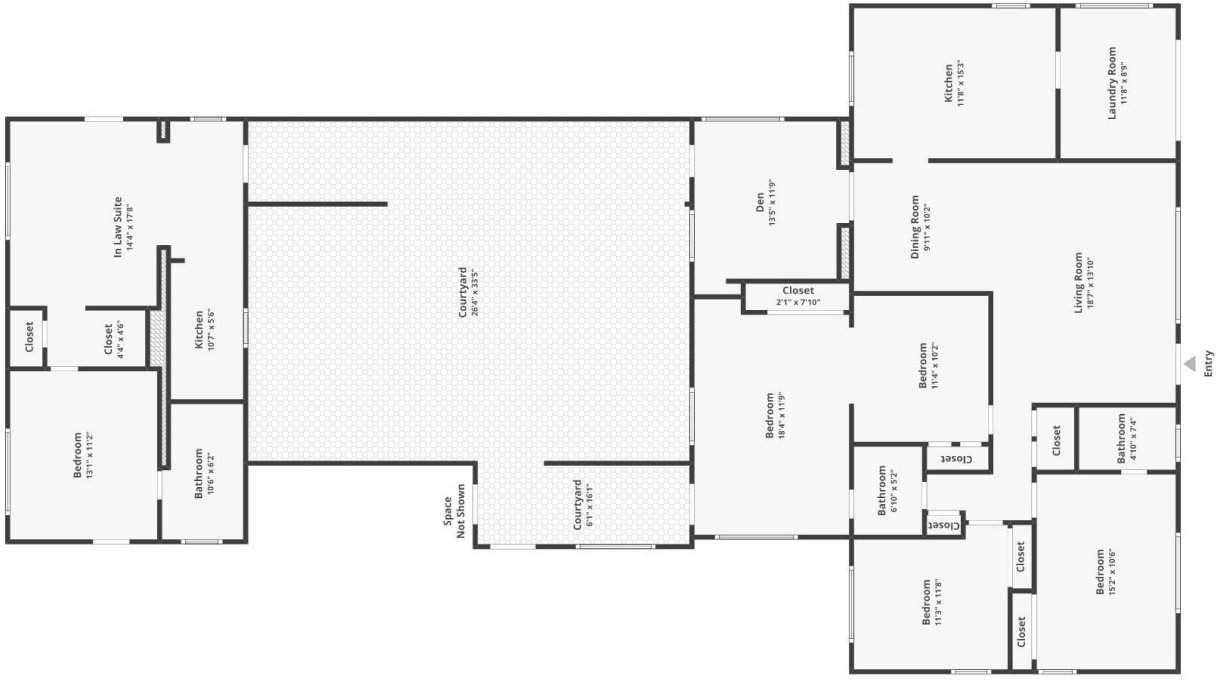 Kitchen
11'8" x 15'3"
Laundry Room
11'8" x 8'9"
In Law Suite
14'4" x 17'8"
Den
13'5" x 11'9"
Dining Room
9'11" x 10'2"
Living Room
18'7" x 13'10"
Courtyard
26'4" x 33'5"
Closet
2'1" x 7'10"
Closet
Closet
4'4" x 4'6"
Kitchen
10'7" x 5'6"
Bedroom
11'4" x 10'2"
Entry
Bedroom
18'4" x 11'9"
Bedroom
13'1" x 11'2"
Bathroom
10'6" x 6'2"
Closet
Bathroom
4'10" x 7'4"
Closet
Space
Not Shown
Courtyard
6'1" x 16'1"
Bathroom
6'10" x 5'2"
Closet
Closet
Bedroom
11'3" x 11'8"
Bedroom
15'2" x 10'6"
Closet